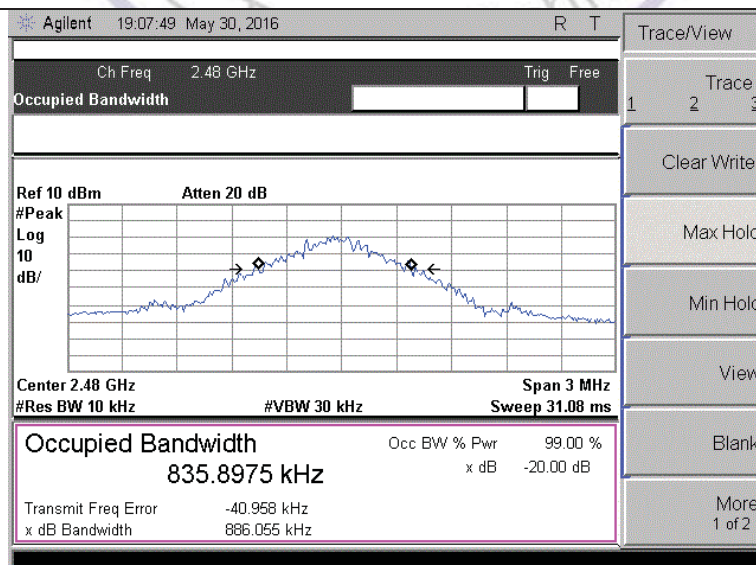 Agilent 19:07:49 May 30, 2016 R T
Ch Freq 2.48 GHz Trig Free
Occupied Bandwidth
Ref 10 dBm Atten 20 dB
#Peak
Log
10
dB/
Center 2.48 GHz Span 3 MHz
#Res BW 10 kHz #VBW 30 kHz Sweep 31.08 ms
Occupied Bandwidth Occ BW % Pwr 99.00 %
835.8975 kHz x dB -20.00 dB
Transmit Freq Error -40.958 kHz
x dB Bandwidth 886.055 kHz
Trace/View
Trace
1 2 3
Clear Write
Max Hold
Min Hold
View
Blank
More
1 of 2